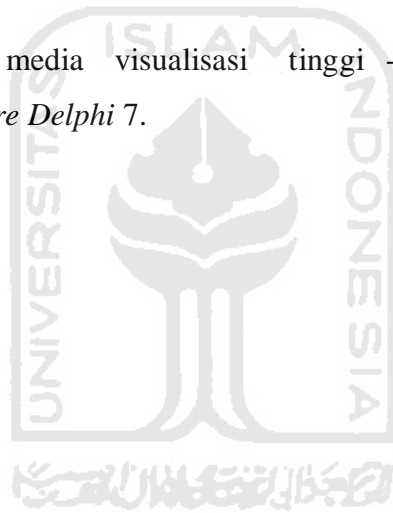 media visualisasi tinggi -
re Delphi 7.
ISLAM
UNIVERSITAS
INDONESIA